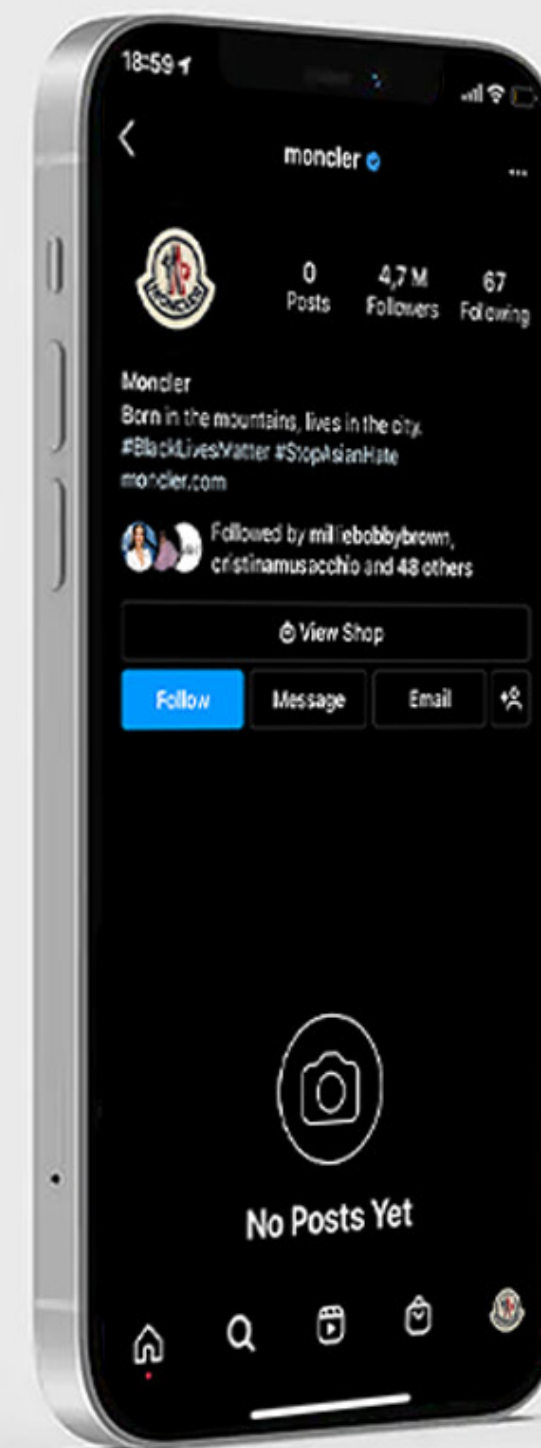 18:59
moncler
MONCLER
0
4,7 M
67
Posts
Followers
Following
Moncler
Born in the mountains, lives in the city.
#BlackLivesMatter #StopAsianHate
moncler.com
Followed by milliebobbybrown,
cristinamusacchio and 48 others
View Shop
Follow
Message
Email
No Posts Yet